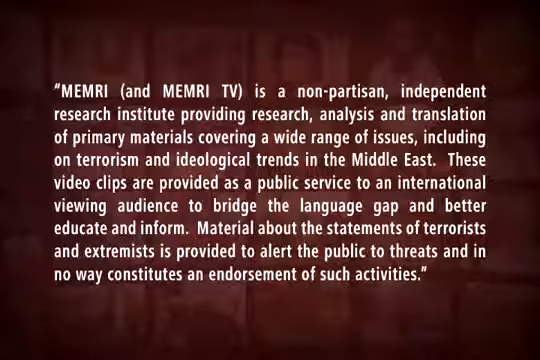 "MEMRI (and MEMRI TV) is a non-partisan, independent
research institute providing research, analysis and translation
of primary materials covering a wide range of issues, including
on terrorism and ideological trends in the Middle East. These
video clips are provided as a public service to an international
viewing audience to bridge the language gap and better
educate and inform. Material about the statements of terrorists
and extremists is provided to alert the public to threats and in
no way constitutes an endorsement of such activities."